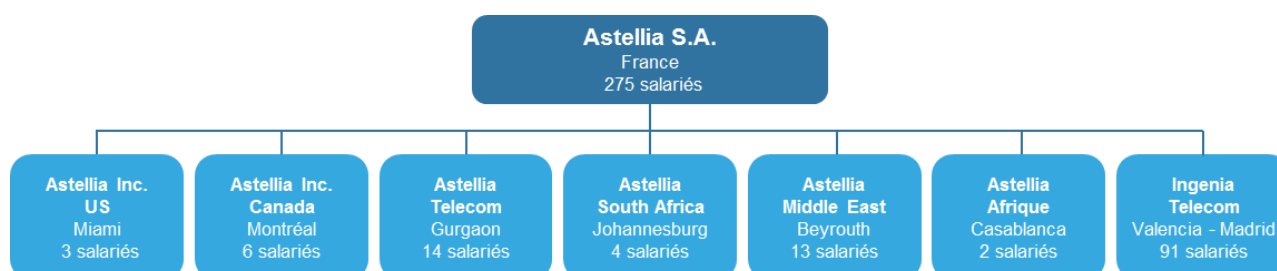 Astellia S.A.
France
275 salariés
Astellia Inc.
US
Miami
3 salariés
Astellia Inc.
Canada
Montréal
6 salariés
Astellia
Telecom
Gurgaon
14 salariés
Astellia
South Africa
Johannesburg
4 salariés
Astellia
Middle East
Beyrouth
13 salariés
Astellia
Afrique
Casablanca
2 salariés
Ingenia
Telecom
Valencia - Madrid
91 salariés